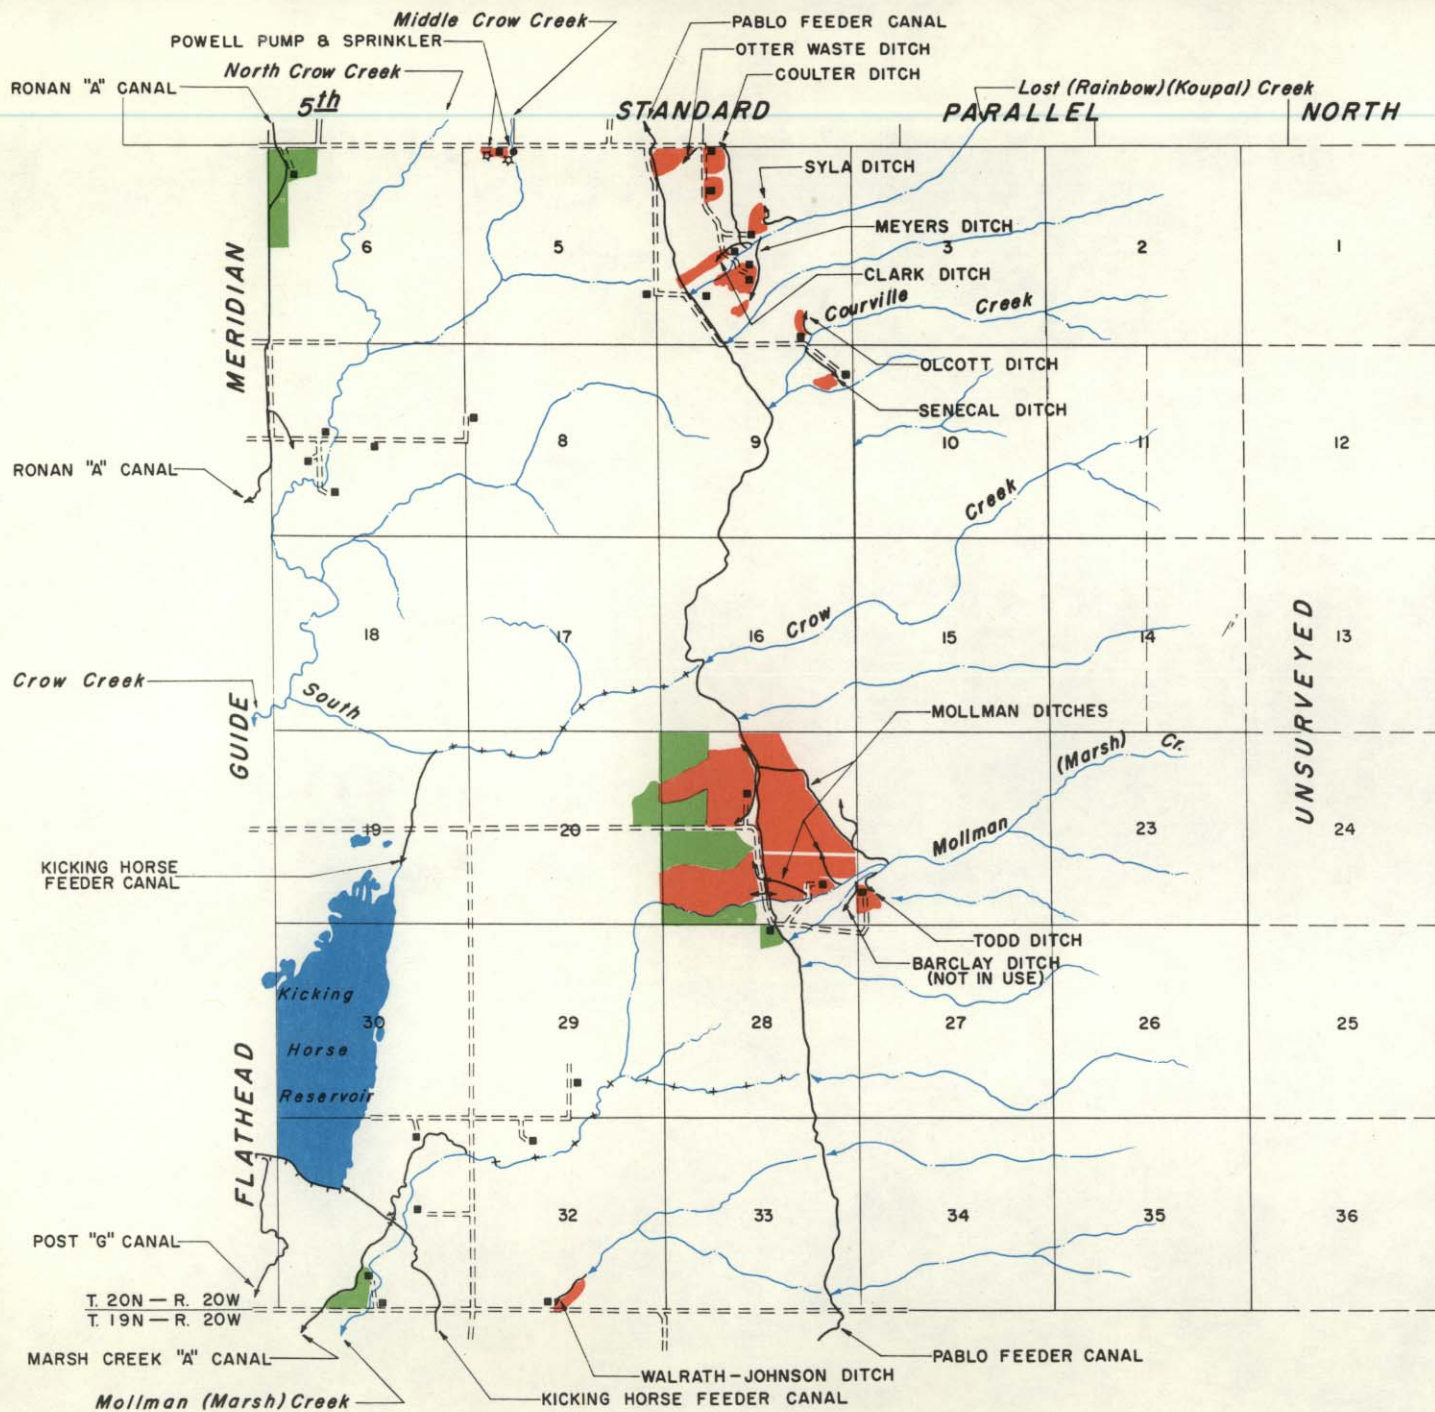 Middle Crow Creek
PABLO FEEDER CANAL
POWELL PUMP & SPRINKLER
OTTER WASTE DITCH
North Crow Creek
COULTER DITCH
RONAN "A" CANAL
Lost (Rainbow)(Koupal) Creek
5th STANDARD PARALLEL NORTH
SYLA DITCH
MEYERS DITCH
6 5 3 2 1
CLARK DITCH
Courville Creek
MERIDIAN
OLCOTT DITCH
SENECAL DITCH
8 9 10 11 12
RONAN "A" CANAL
Creek
Crow
18 17 16 15 14 13
UNSURVEYED
Crow Creek
South
MOLLMAN DITCHES
GUIDE
(Marsh) Cr.
19 20 23 24
Mollman
KICKING HORSE
FEEDER CANAL
TODD DITCH
BARCLAY DITCH
(NOT IN USE)
Kicking
30 29 28 27 26 25
Horse
Reservoir
FLATHEAD
32 33 34 35 36
POST "G" CANAL
T. 20N — R. 20W
T. 19N — R. 20W
MARSH CREEK "A" CANAL
PABLO FEEDER CANAL
WALRATH-JOHNSON DITCH
Mollman (Marsh) Creek
KICKING HORSE FEEDER CANAL